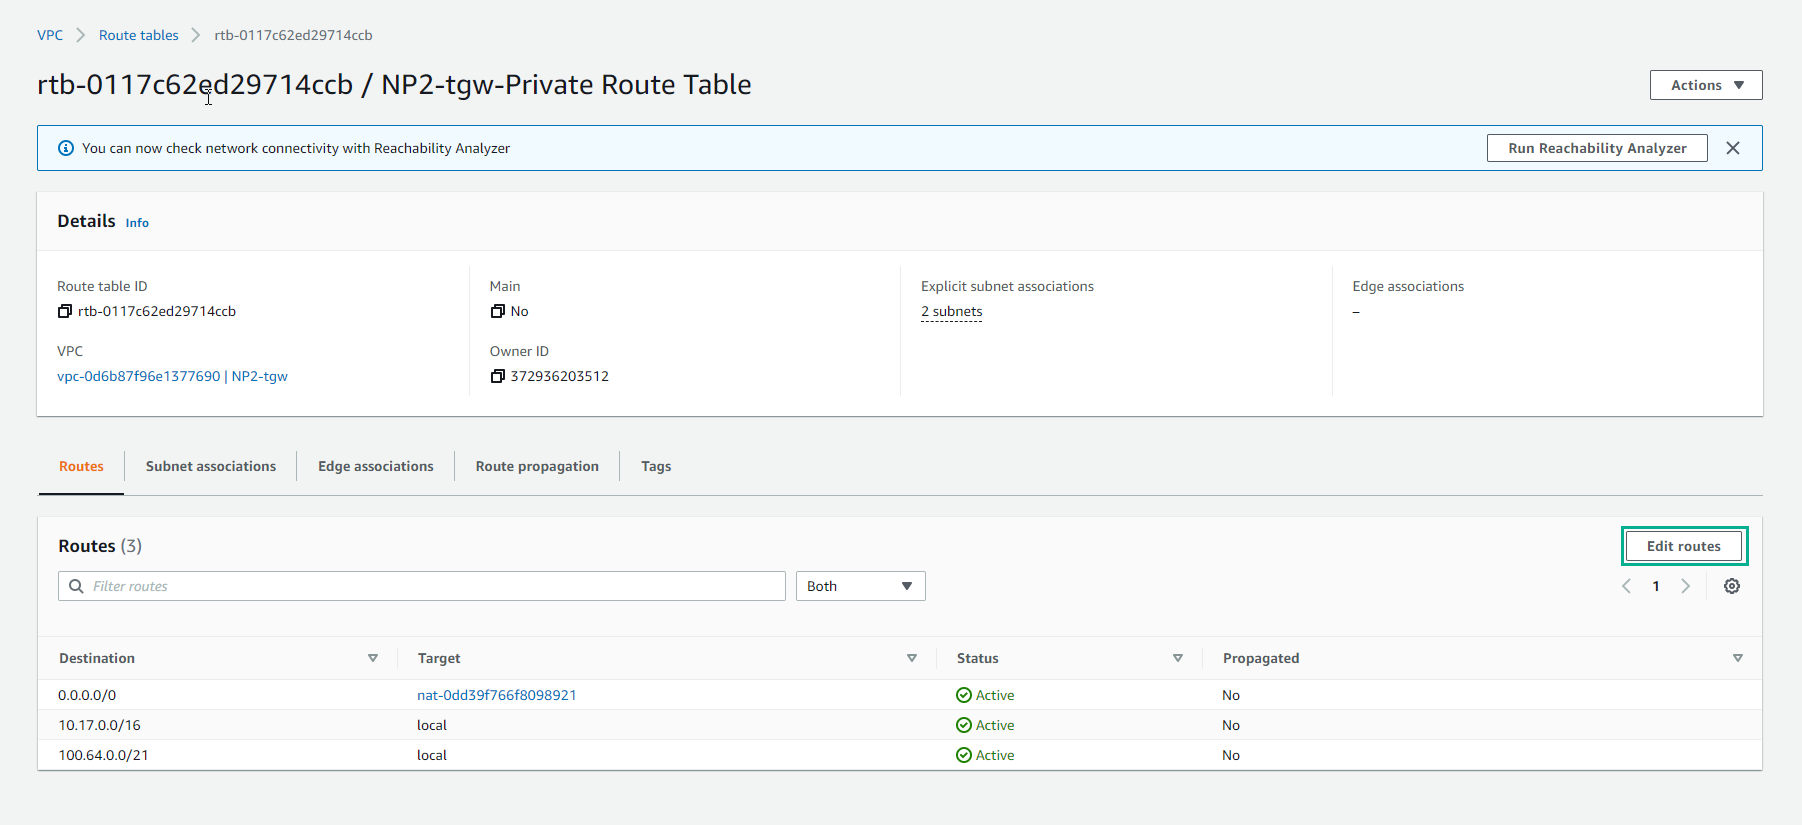 VPC > Route tables > rtb-0117c62ed29714ccb
rtb-0117c62ed29714ccb / NP2-tgw-Private Route Table
Actions
You can now check network connectivity with Reachability Analyzer
Run Reachability Analyzer
Details Info
Route table ID
rtb-0117c62ed29714ccb
Main
No
Explicit subnet associations
2 subnets
Edge associations
–
VPC
vpc-0d6b87f96e1377690 | NP2-tgw
Owner ID
372936203512
Routes Subnet associations Edge associations Route propagation Tags
Routes (3)
Edit routes
Filter routes
Both
1
Destination Target Status Propagated
0.0.0.0/0 nat-0dd39f766f8098921 Active No
10.17.0.0/16 local Active No
100.64.0.0/21 local Active No